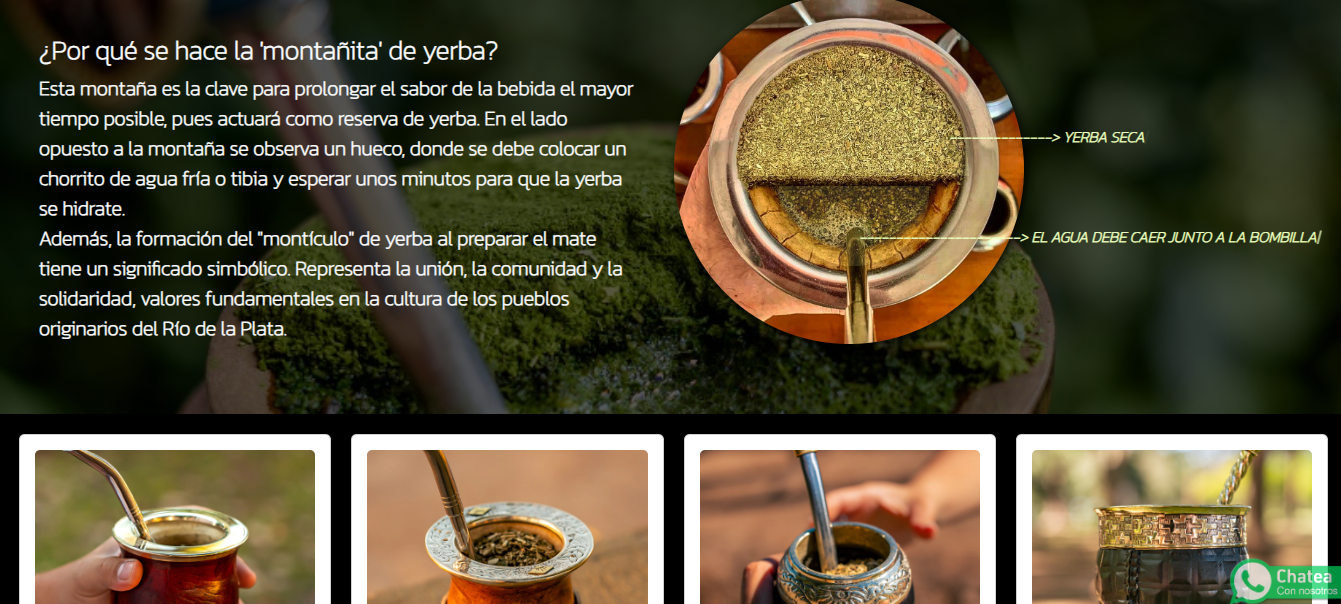 ¿Por qué se hace la 'montañita' de yerba?
Esta montaña es la clave para prolongar el sabor de la bebida el mayor
tiempo posible, pues actuará como reserva de yerba. En el lado
opuesto a la montaña se observa un hueco, donde se debe colocar un
chorrito de agua fría o tibia y esperar unos minutos para que la yerba
se hidrate.
Además, la formación del "montículo" de yerba al preparar el mate
tiene un significado simbólico. Representa la unión, la comunidad y la
solidaridad, valores fundamentales en la cultura de los pueblos
originarios del Río de la Plata.
--------------> YERBA SECA
----------------------> EL AGUA DEBE CAER JUNTO A LA BOMBILLA|
Chatea
Con nosotros